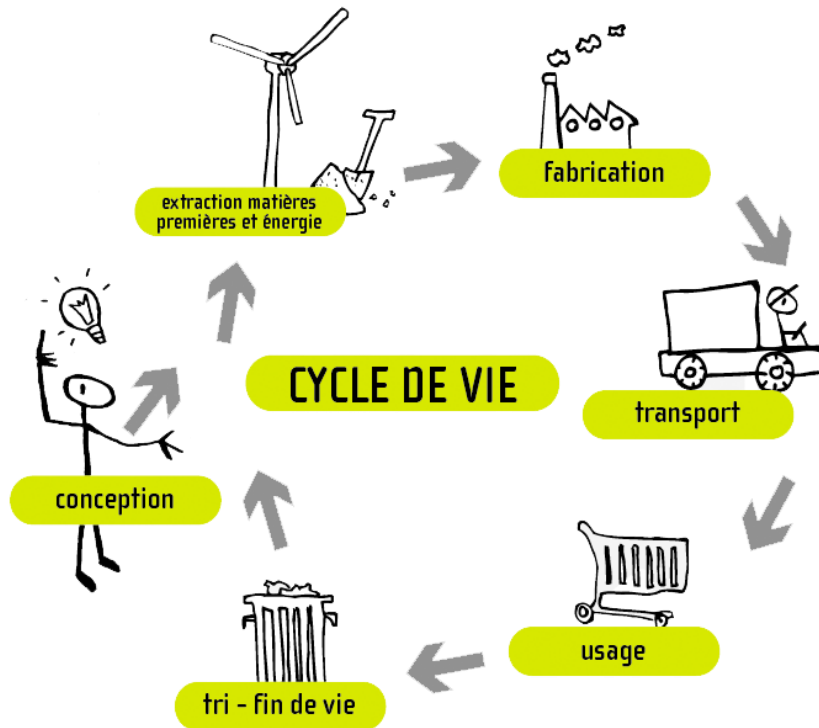 extraction matières
premières et énergie
fabrication
CYCLE DE VIE
transport
conception
usage
tri - fin de vie